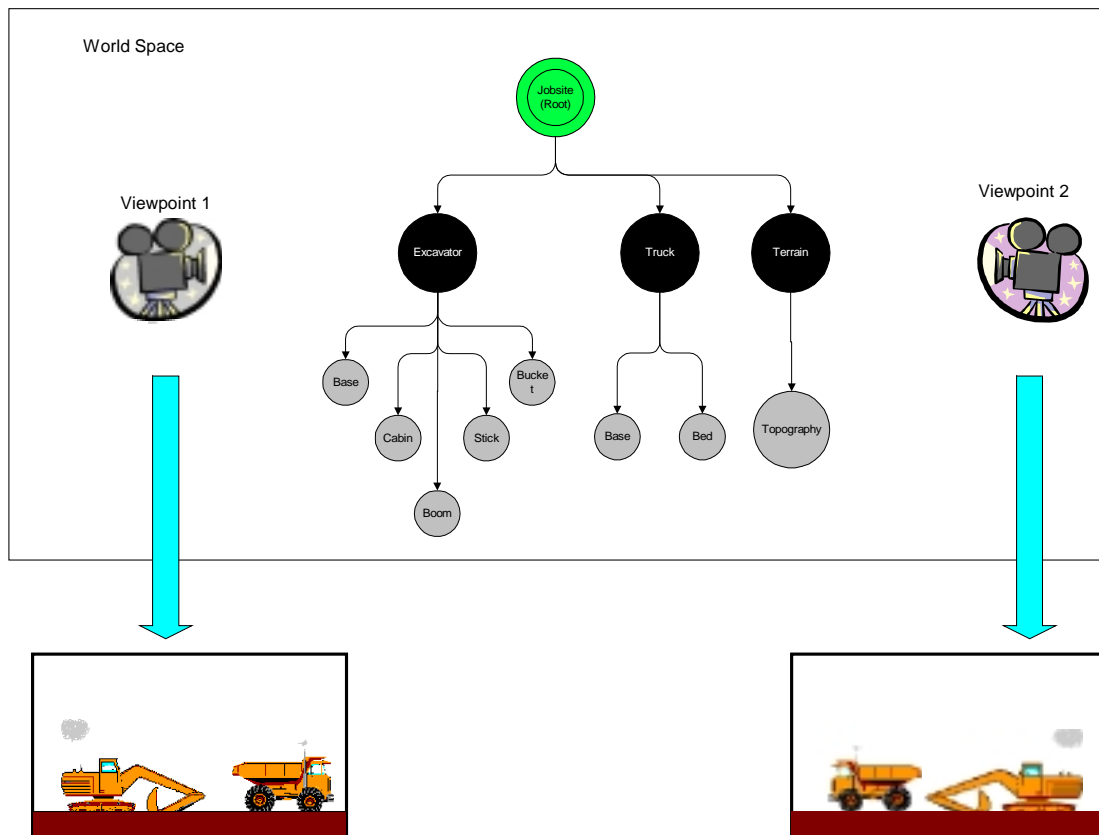 World Space
Jobsite
(Root)
Viewpoint 1
Viewpoint 2
Excavator
Truck
Terrain
Base
Bucke
t
Cabin
Stick
Base
Bed
Topography
Boom